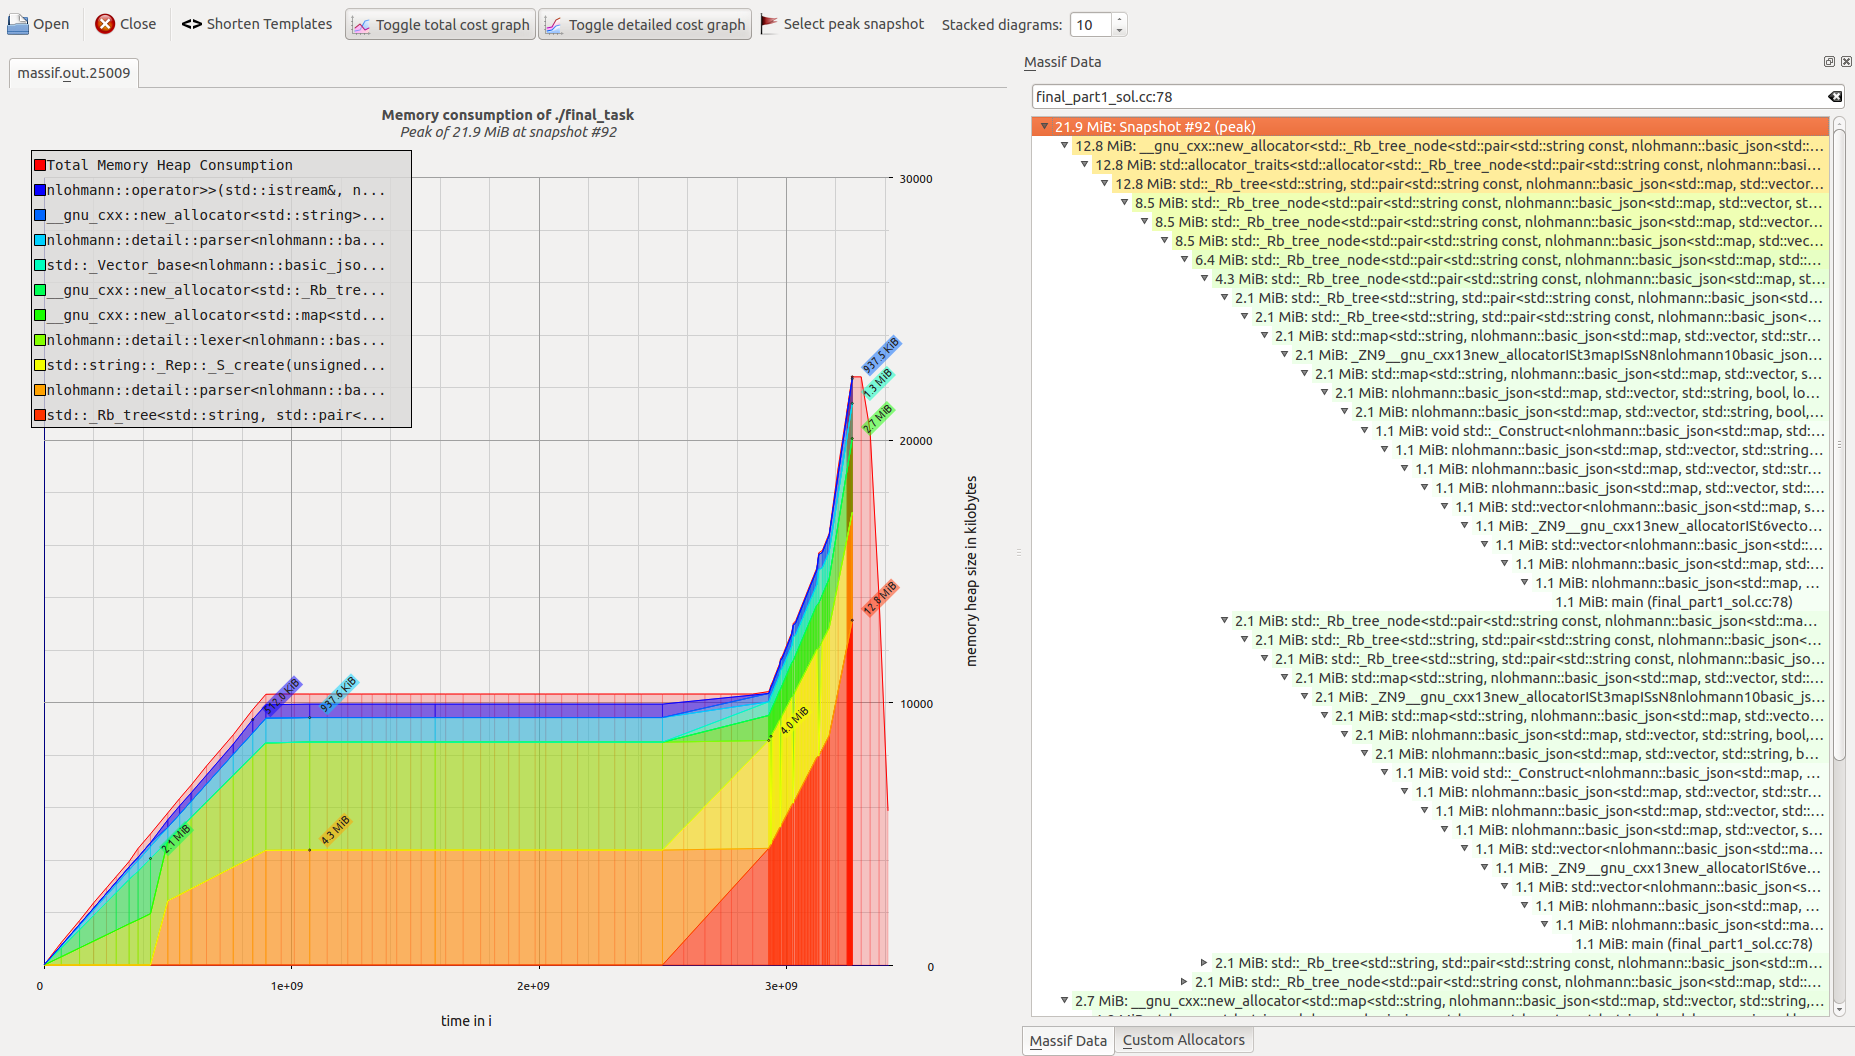 Open
Close
<> Shorten Templates
Toggle total cost graph
Toggle detailed cost graph
Select peak snapshot
Stacked diagrams:
10
massif.out.25009
Memory consumption of ./final_task
Peak of 21.9 MiB at snapshot #92
Total Memory Heap Consumption
nlohmann::operator>>(std::istream&, n...
__gnu_cxx::new_allocator<std::string>...
nlohmann::detail::parser<nlohmann::ba...
std::_Vector_base<nlohmann::basic_jso...
__gnu_cxx::new_allocator<std::_Rb_tre...
__gnu_cxx::new_allocator<std::map<std...
nlohmann::detail::lexer<nlohmann::bas...
std::string::_Rep::_S_create(unsigned...
nlohmann::detail::parser<nlohmann::ba...
std::_Rb_tree<std::string, std::pair<...
30000
20000
10000
0
memory heap size in kilobytes
937.5 KiB
1.3 MiB
2.7 MiB
12.8 MiB
512.0 KiB
937.6 KiB
4.0 MiB
2.1 MiB
4.3 MiB
0
1e+09
2e+09
3e+09
time in i
Massif Data
final_part1_sol.cc:78
21.9 MiB: Snapshot #92 (peak)
12.8 MiB: __gnu_cxx::new_allocator<std::_Rb_tree_node<std::pair<std::string const, nlohmann::basic_json<std::...
12.8 MiB: std::allocator_traits<std::allocator<std::_Rb_tree_node<std::pair<std::string const, nlohmann::basi...
12.8 MiB: std::_Rb_tree<std::string, std::pair<std::string const, nlohmann::basic_json<std::map, std::vector...
8.5 MiB: std::_Rb_tree_node<std::pair<std::string const, nlohmann::basic_json<std::map, std::vector, st...
8.5 MiB: std::_Rb_tree_node<std::pair<std::string const, nlohmann::basic_json<std::map, std::vector...
8.5 MiB: std::_Rb_tree_node<std::pair<std::string const, nlohmann::basic_json<std::map, std::vec...
6.4 MiB: std::_Rb_tree_node<std::pair<std::string const, nlohmann::basic_json<std::map, std::...
4.3 MiB: std::_Rb_tree_node<std::pair<std::string const, nlohmann::basic_json<std::map, st...
2.1 MiB: std::_Rb_tree<std::string, std::pair<std::string const, nlohmann::basic_json<std...
2.1 MiB: std::_Rb_tree<std::string, std::pair<std::string const, nlohmann::basic_json<...
2.1 MiB: std::map<std::string, nlohmann::basic_json<std::map, std::vector, std::str...
2.1 MiB: _ZN9__gnu_cxx13new_allocatorISt3mapISsN8nlohmann10basic_json...
2.1 MiB: std::map<std::string, nlohmann::basic_json<std::map, std::vector, s...
2.1 MiB: nlohmann::basic_json<std::map, std::vector, std::string, bool, lo...
2.1 MiB: nlohmann::basic_json<std::map, std::vector, std::string, bool,...
1.1 MiB: void std::_Construct<nlohmann::basic_json<std::map, std:...
1.1 MiB: nlohmann::basic_json<std::map, std::vector, std::string...
1.1 MiB: nlohmann::basic_json<std::map, std::vector, std::str...
1.1 MiB: nlohmann::basic_json<std::map, std::vector, std:...
1.1 MiB: std::vector<nlohmann::basic_json<std::map, s...
1.1 MiB: _ZN9__gnu_cxx13new_allocatorISt6vecto...
1.1 MiB: std::vector<nlohmann::basic_json<std::...
1.1 MiB: nlohmann::basic_json<std::map, std:...
1.1 MiB: nlohmann::basic_json<std::map, ...
1.1 MiB: main (final_part1_sol.cc:78)
2.1 MiB: std::_Rb_tree_node<std::pair<std::string const, nlohmann::basic_json<std::ma...
2.1 MiB: std::_Rb_tree<std::string, std::pair<std::string const, nlohmann::basic_json<...
2.1 MiB: std::_Rb_tree<std::string, std::pair<std::string const, nlohmann::basic_jso...
2.1 MiB: std::map<std::string, nlohmann::basic_json<std::map, std::vector, std::...
2.1 MiB: _ZN9__gnu_cxx13new_allocatorISt3mapISsN8nlohmann10basic_js...
2.1 MiB: std::map<std::string, nlohmann::basic_json<std::map, std::vecto...
2.1 MiB: nlohmann::basic_json<std::map, std::vector, std::string, bool,...
2.1 MiB: nlohmann::basic_json<std::map, std::vector, std::string, b...
1.1 MiB: void std::_Construct<nlohmann::basic_json<std::map, ...
1.1 MiB: nlohmann::basic_json<std::map, std::vector, std::str...
1.1 MiB: nlohmann::basic_json<std::map, std::vector, std:...
1.1 MiB: nlohmann::basic_json<std::map, std::vector, s...
1.1 MiB: std::vector<nlohmann::basic_json<std::ma...
1.1 MiB: _ZN9__gnu_cxx13new_allocatorISt6ve...
1.1 MiB: std::vector<nlohmann::basic_json<s...
1.1 MiB: nlohmann::basic_json<std::map, ...
1.1 MiB: nlohmann::basic_json<std::ma...
1.1 MiB: main (final_part1_sol.cc:78)
2.1 MiB: std::_Rb_tree<std::string, std::pair<std::string const, nlohmann::basic_json<std::m...
2.1 MiB: std::_Rb_tree_node<std::pair<std::string const, nlohmann::basic_json<std::map, std:...
2.7 MiB: __gnu_cxx::new_allocator<std::map<std::string, nlohmann::basic_json<std::map, std::vector, std::string,...
Massif Data
Custom Allocators